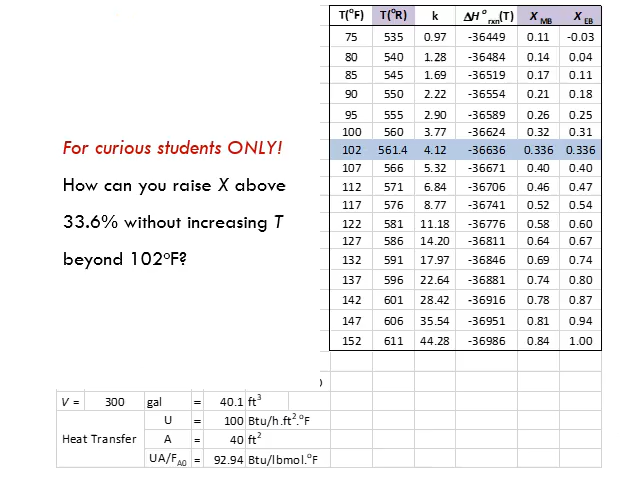 T(°F) T(°R) k ΔH°rxn(T) X MB X EB
75 535 0.97 -36449 0.11 -0.03
80 540 1.28 -36484 0.14 0.04
85 545 1.69 -36519 0.17 0.11
90 550 2.22 -36554 0.21 0.18
95 555 2.90 -36589 0.26 0.25
100 560 3.77 -36624 0.32 0.31
102 561.4 4.12 -36636 0.336 0.336
107 566 5.32 -36671 0.40 0.40
112 571 6.84 -36706 0.46 0.47
117 576 8.77 -36741 0.52 0.54
122 581 11.18 -36776 0.58 0.60
127 586 14.20 -36811 0.64 0.67
132 591 17.97 -36846 0.69 0.74
137 596 22.64 -36881 0.74 0.80
142 601 28.42 -36916 0.78 0.87
147 606 35.54 -36951 0.81 0.94
152 611 44.28 -36986 0.84 1.00
For curious students ONLY!
How can you raise X above
33.6% without increasing T
beyond 102°F?
V = 300 gal = 40.1 ft³
Heat Transfer
U = 100 Btu/h.ft².°F
A = 40 ft²
UA/FA0 = 92.94 Btu/lbmol.°F